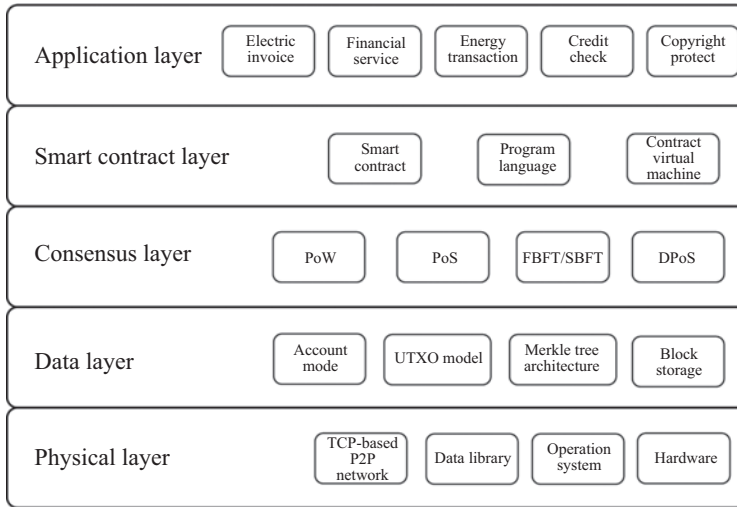 Application layer
Electric
invoice
Financial
service
Energy
transaction
Credit
check
Copyright
protect
Smart contract layer
Smart
contract
Program
language
Contract
virtual
machine
Consensus layer
PoW
PoS
FBFT/SBFT
DPoS
Data layer
Account
mode
UTXO model
Merkle tree
architecture
Block
storage
Physical layer
TCP-based
P2P
network
Data library
Operation
system
Hardware